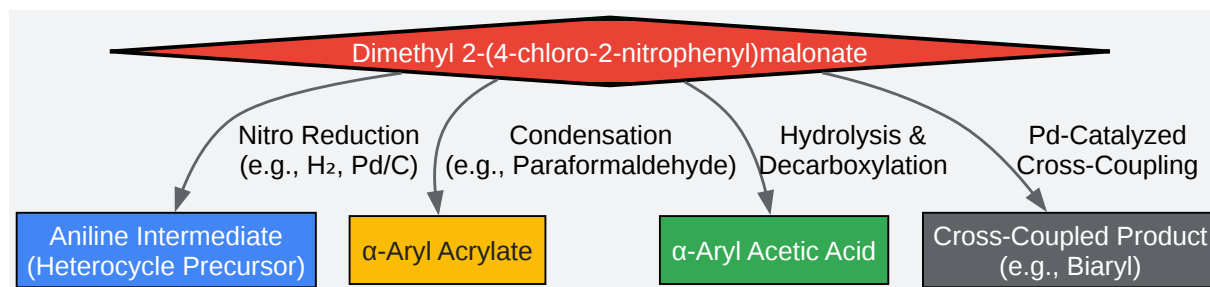 Dimethyl 2-(4-chloro-2-nitrophenyl)malonate
Nitro Reduction
(e.g., H₂, Pd/C)
Condensation
(e.g., Paraformaldehyde)
Hydrolysis &
Decarboxylation
Pd-Catalyzed
Cross-Coupling
Aniline Intermediate
(Heterocycle Precursor)
α-Aryl Acrylate
α-Aryl Acetic Acid
Cross-Coupled Product
(e.g., Biaryl)